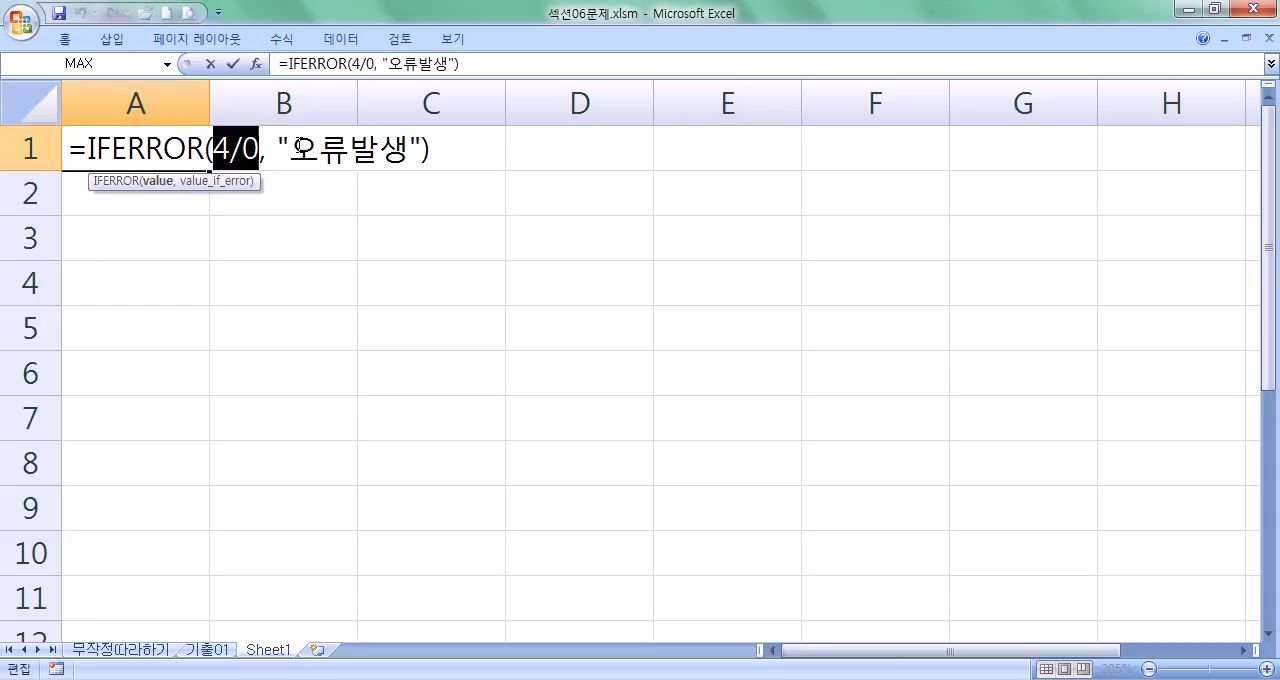 섹션06문제.xlsm - Microsoft Excel
홈 삽입 페이지 레이아웃 수식 데이터 검토 보기
MAX fx =IFERROR(4/0, "오류발생")
A B C D E F G H
1 =IFERROR(4/0, "오류발생")
IFERROR(value, value_if_error)
2
3
4
5
6
7
8
9
10
11
12
무작정따라하기 기출01 Sheet1
편집 205%